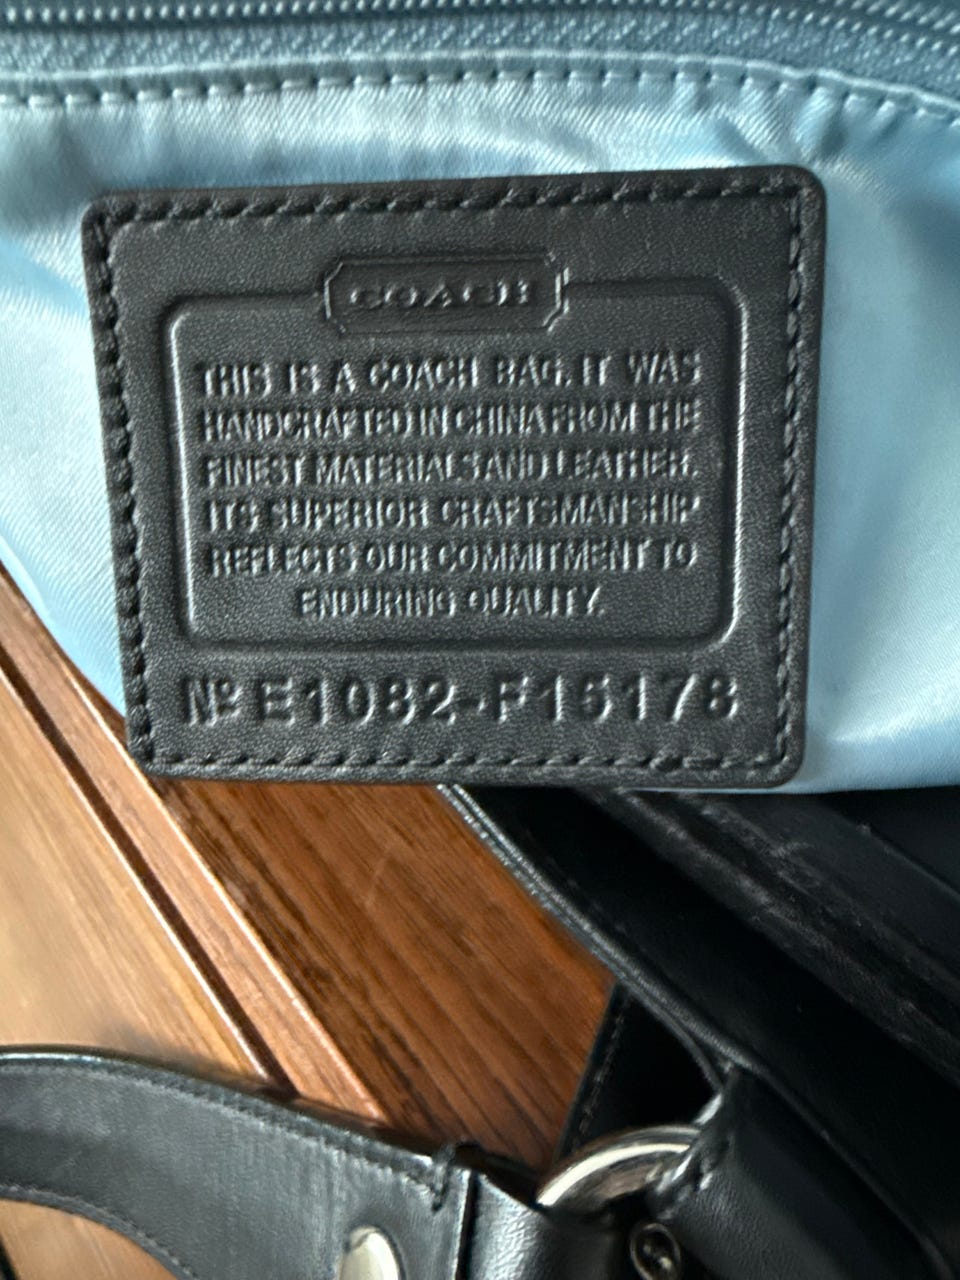 COACH
THIS IS A COACH BAG. IT WAS
HANDCRAFTED IN CHINA FROM THE
FINEST MATERIALS AND LEATHER.
ITS SUPERIOR CRAFTSMANSHIP
REFLECTS OUR COMMITMENT TO
ENDURING QUALITY.
Nº E1082-F15178